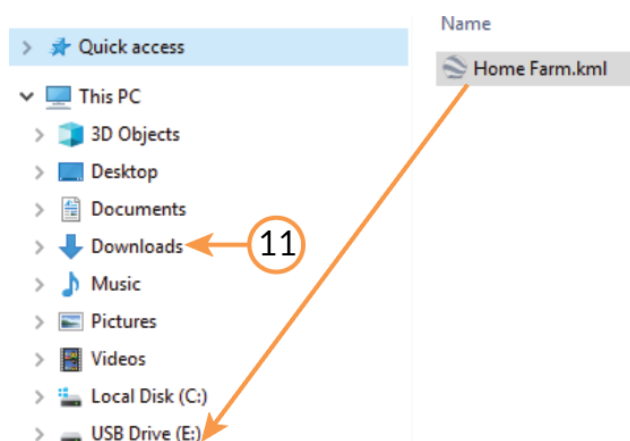 Name
Quick access
Home Farm.kml
This PC
3D Objects
Desktop
Documents
Downloads
11
Music
Pictures
Videos
Local Disk (C:)
USB Drive (E:)